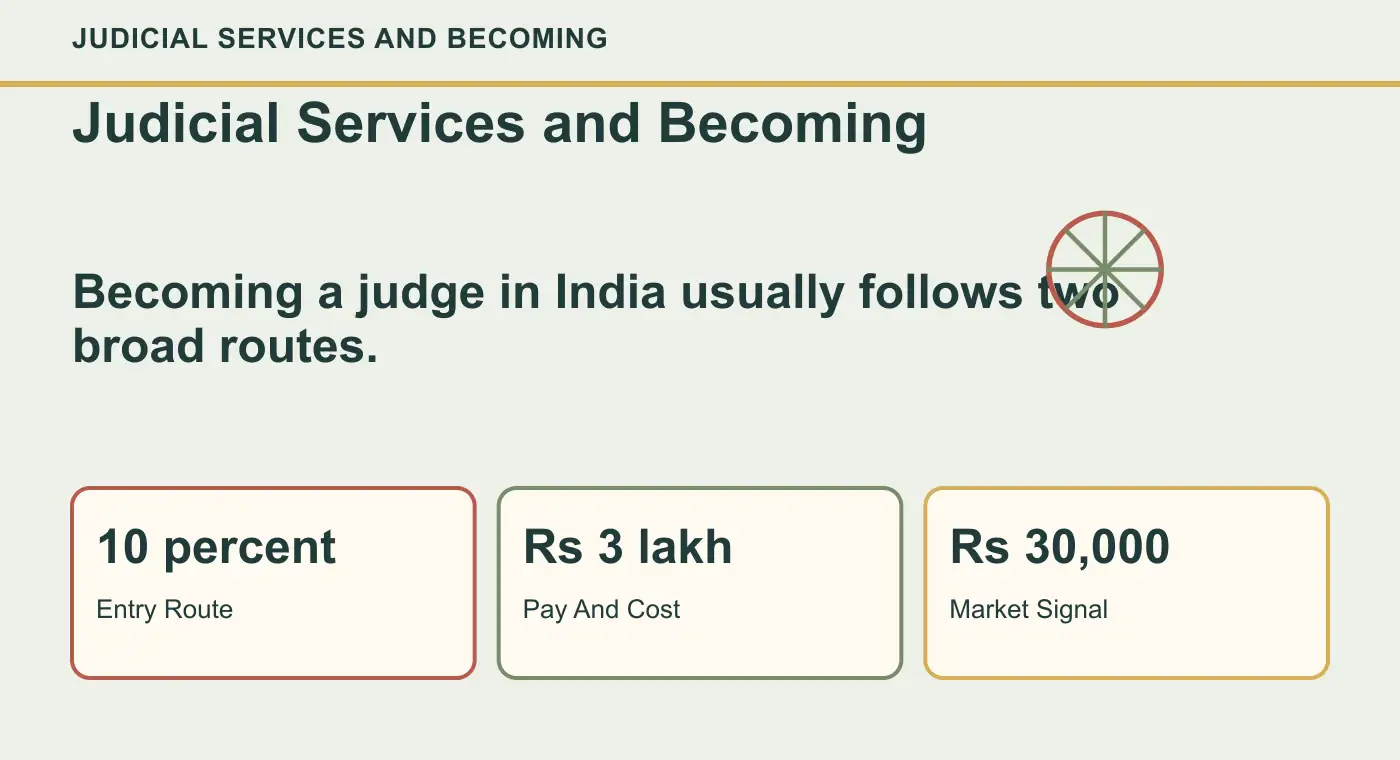 JUDICIAL SERVICES AND BECOMING
Judicial Services and Becoming
Becoming a judge in India usually follows two
broad routes.
10 percent
Entry Route
Rs 3 lakh
Pay And Cost
Rs 30,000
Market Signal